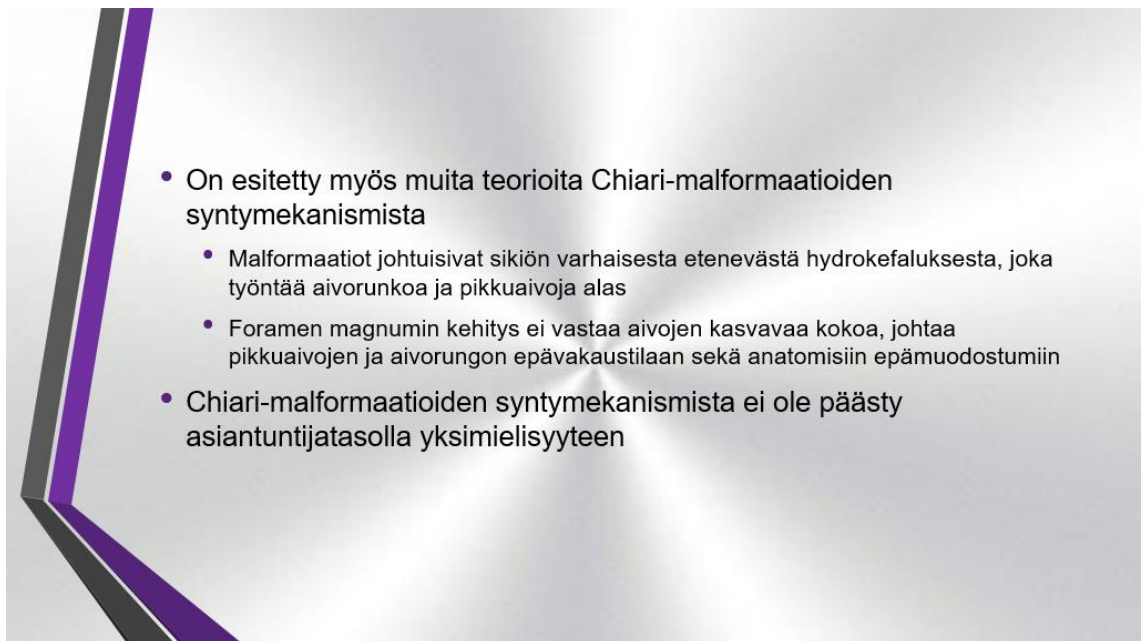 • On esitetty myös muita teorioita Chiari-malformaatioiden
syntymekanismista
• Malformaatiot johtuisivat sikiön varhaisesta etenevästä hydrokefaluksesta, joka
työntää aivorunkoa ja pikkuaivoja alas
• Foramen magnumin kehitys ei vastaa aivojen kasvavaa kokoa, johtaa
pikkuaivojen ja aivorungon epävakaustilaan sekä anatomisiin epämuodostumiin
• Chiari-malformaatioiden syntymekanismista ei ole päästy
asiantuntijatasolla yksimielisyyteen